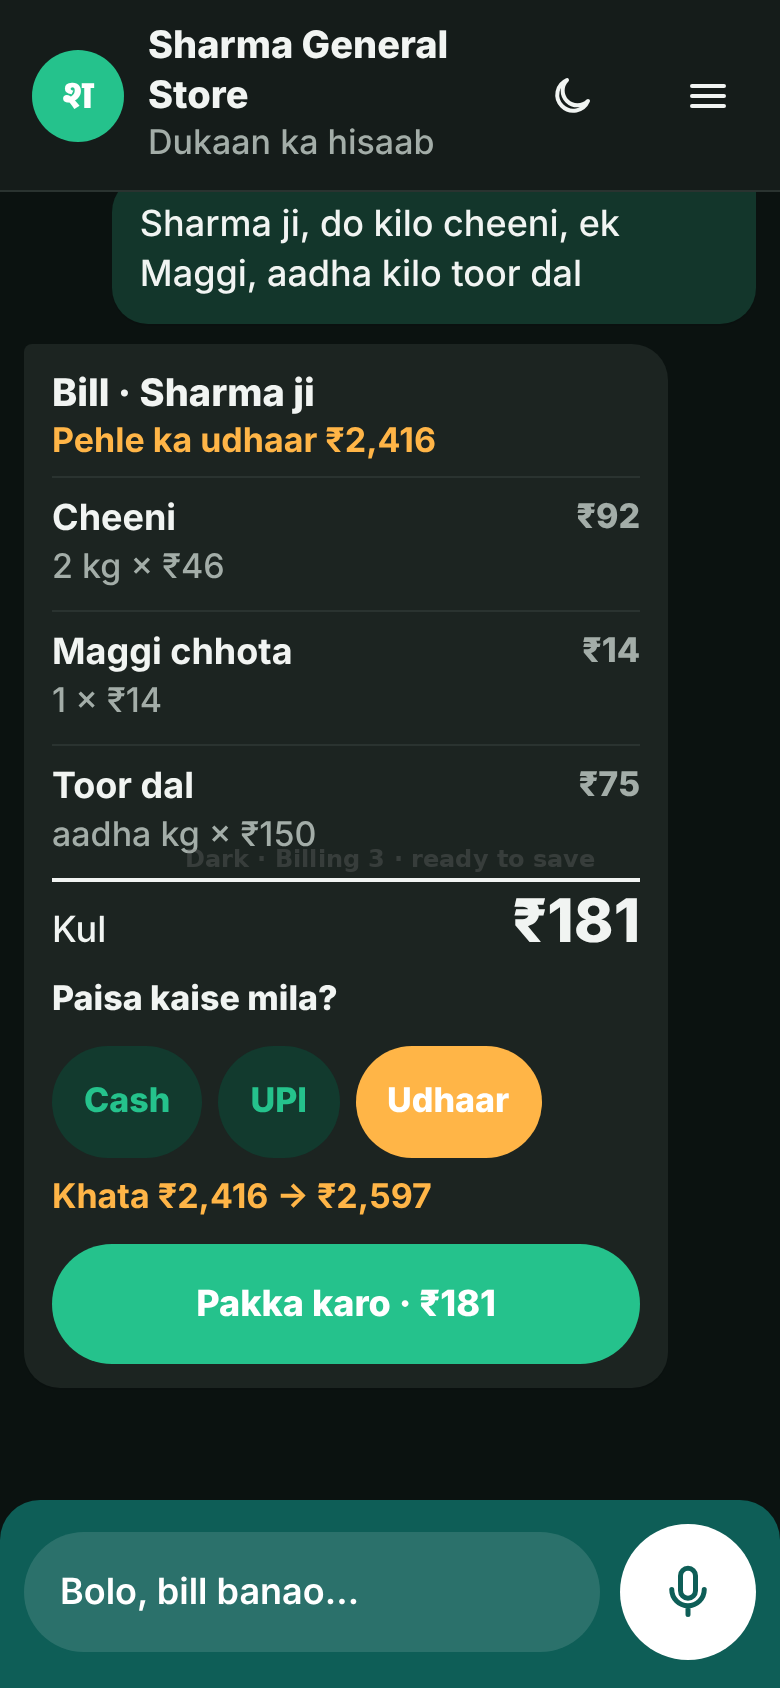 श
Sharma General
Store
Dukaan ka hisaab
Sharma ji, do kilo cheeni, ek
Maggi, aadha kilo toor dal
Bill · Sharma ji
Pehle ka udhaar ₹2,416
Cheeni ₹92
2 kg × ₹46
Maggi chhota ₹14
1 × ₹14
Toor dal ₹75
aadha kg × ₹150
Dark · Billing 3 · ready to save
Kul ₹181
Paisa kaise mila?
Cash UPI Udhaar
Khata ₹2,416 → ₹2,597
Pakka karo · ₹181
Bolo, bill banao...